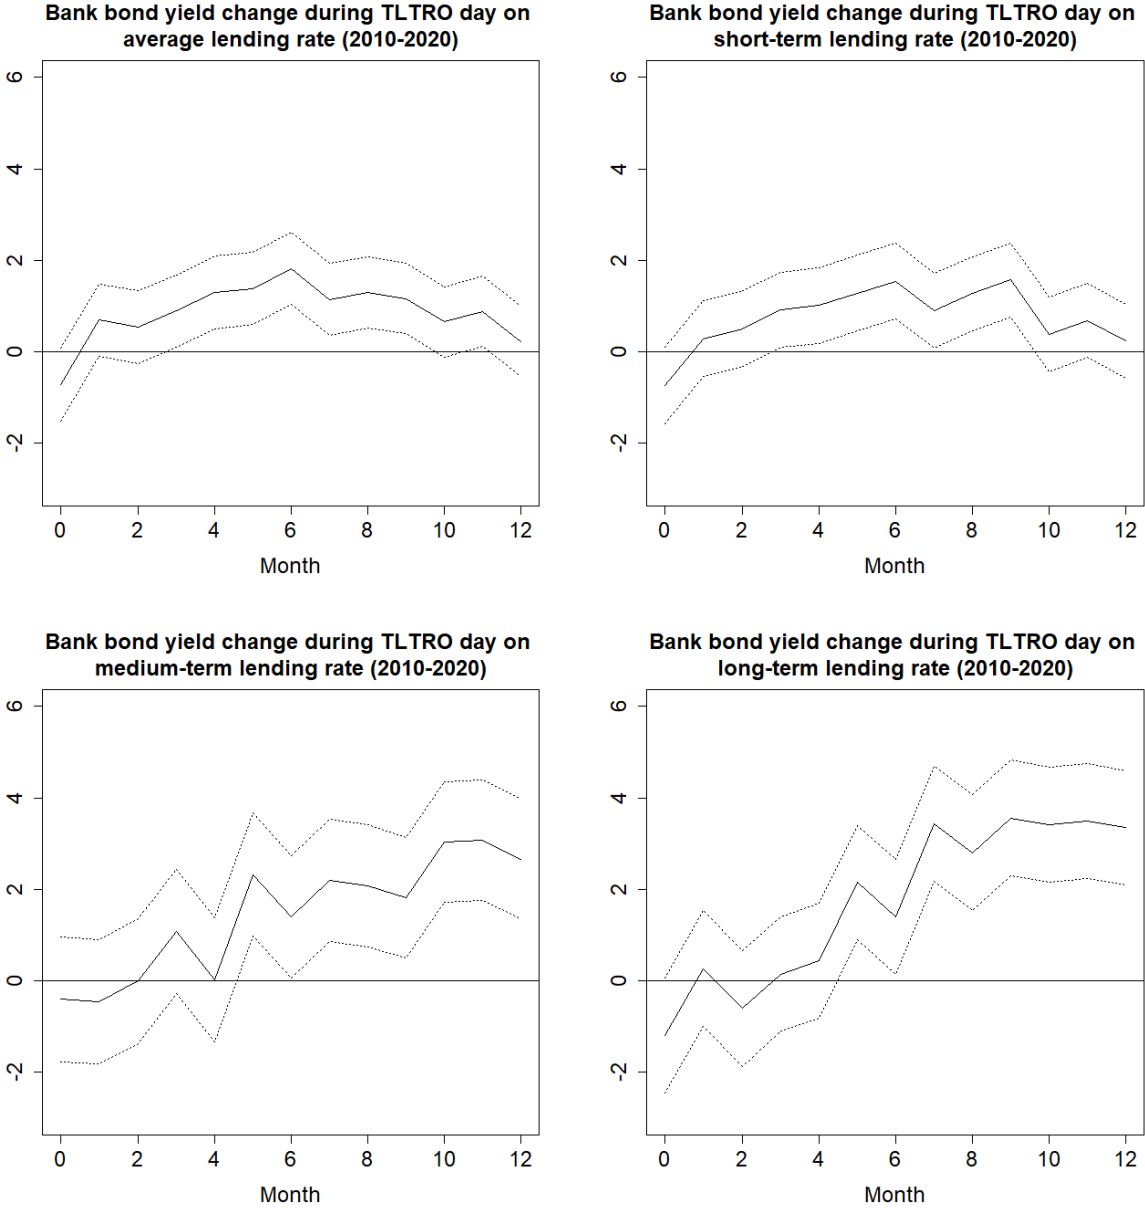 Bank bond yield change during TLTRO day on
average lending rate (2010-2020)
6
4
2
0
-2
0 2 4 6 8 10 12
Month
Bank bond yield change during TLTRO day on
short-term lending rate (2010-2020)
6
4
2
0
-2
0 2 4 6 8 10 12
Month
Bank bond yield change during TLTRO day on
medium-term lending rate (2010-2020)
6
4
2
0
-2
0 2 4 6 8 10 12
Month
Bank bond yield change during TLTRO day on
long-term lending rate (2010-2020)
6
4
2
0
-2
0 2 4 6 8 10 12
Month